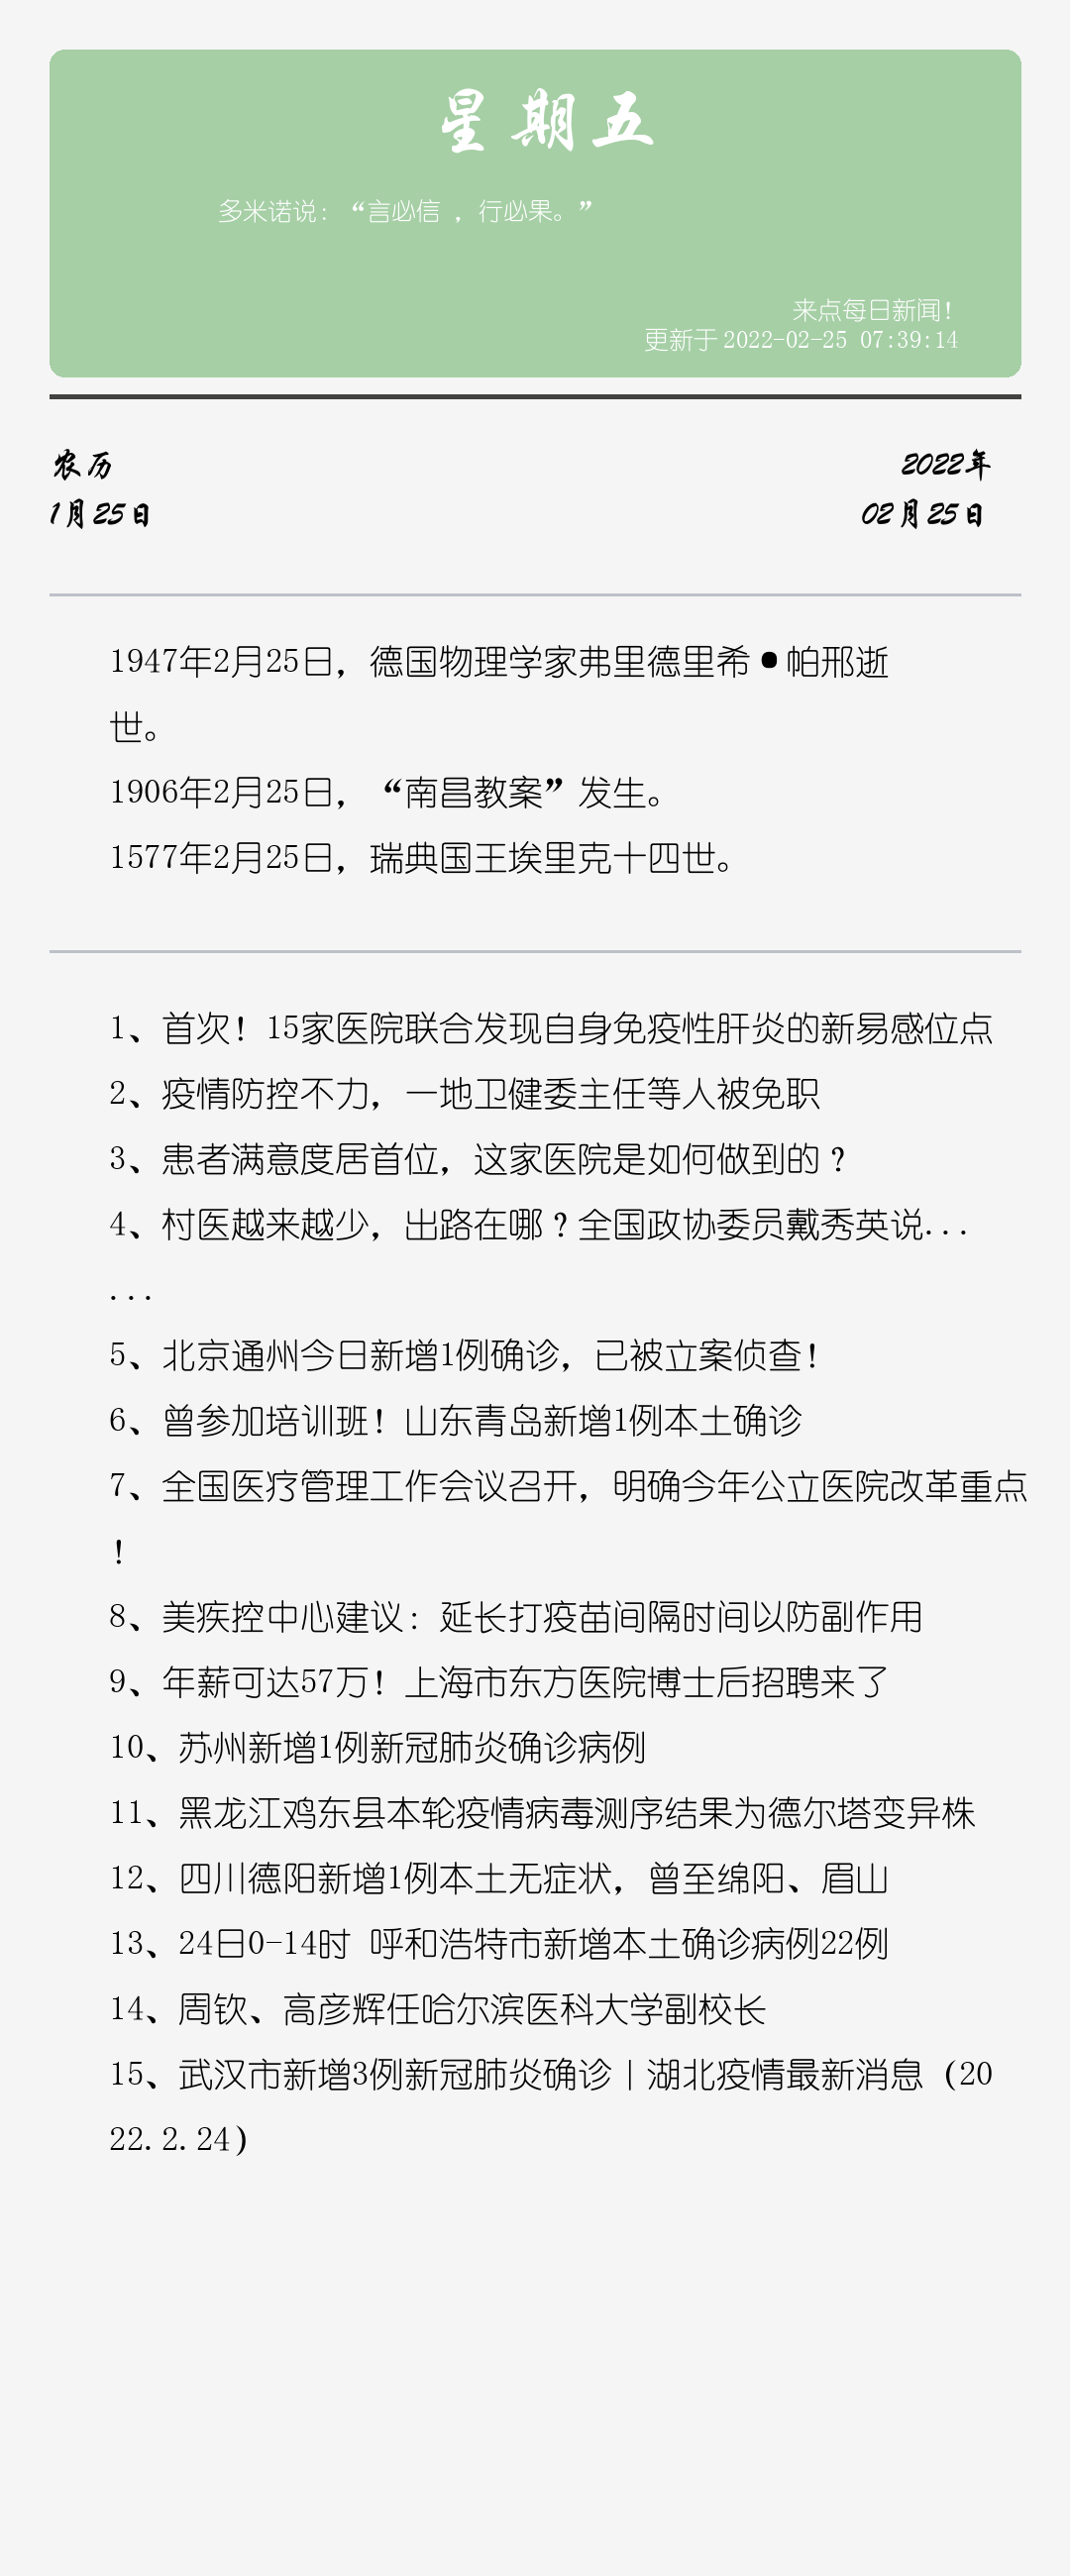 星期五
多米诺说：“言必信 ，行必果。”
来点每日新闻！
更新于2022-02-25 07:39:14
农历
2022年
1月25日
02月25日
1947年2月25日，德国物理学家弗里德里希•帕邢逝
世。
1906年2月25日，“南昌教案”发生。
1577年2月25日，瑞典国王埃里克十四世。
1、首次！15家医院联合发现自身免疫性肝炎的新易感位点
2、疫情防控不力，一地卫健委主任等人被免职
3、患者满意度居首位，这家医院是如何做到的？
4、村医越来越少，出路在哪？全国政协委员戴秀英说...
...
5、北京通州今日新增1例确诊，已被立案侦查！
6、曾参加培训班！山东青岛新增1例本土确诊
7、全国医疗管理工作会议召开，明确今年公立医院改革重点
！
8、美疾控中心建议：延长打疫苗间隔时间以防副作用
9、年薪可达57万！上海市东方医院博士后招聘来了
10、苏州新增1例新冠肺炎确诊病例
11、黑龙江鸡东县本轮疫情病毒测序结果为德尔塔变异株
12、四川德阳新增1例本土无症状，曾至绵阳、眉山
13、24日0-14时 呼和浩特市新增本土确诊病例22例
14、周钦、高彦辉任哈尔滨医科大学副校长
15、武汉市新增3例新冠肺炎确诊｜湖北疫情最新消息（20
22.2.24）